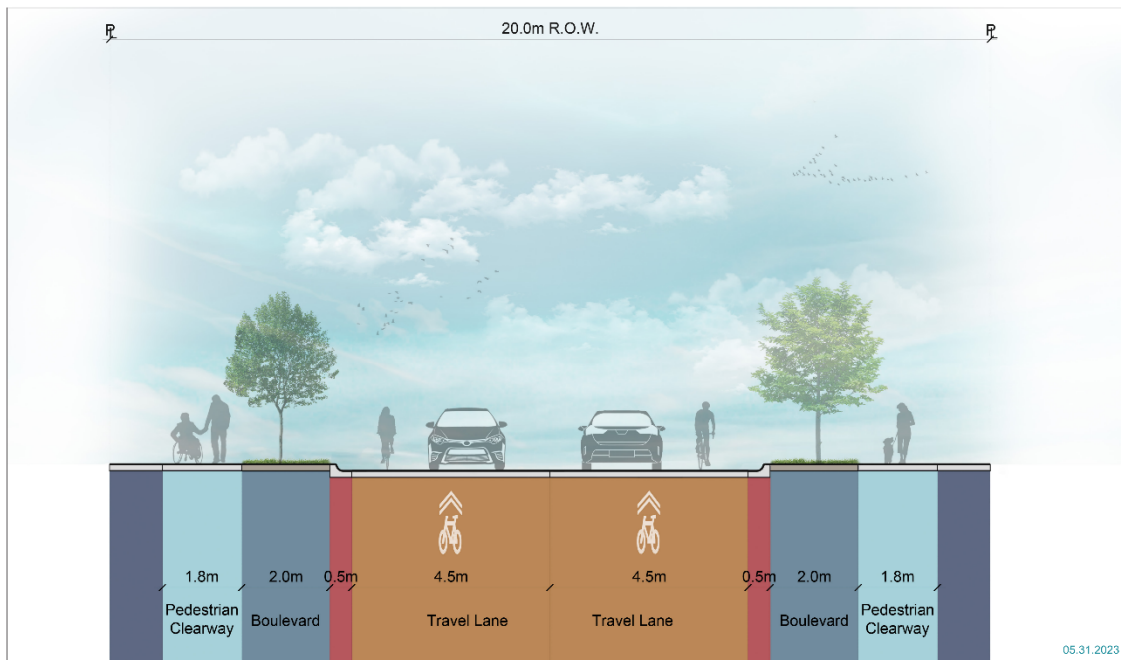 20.0m R.O.W.
1.8m 2.0m 0.5m 4.5m 4.5m 0.5m 2.0m 1.8m
Pedestrian
Clearway
Boulevard
Travel Lane
Travel Lane
Boulevard
Pedestrian
Clearway
05.31.2023